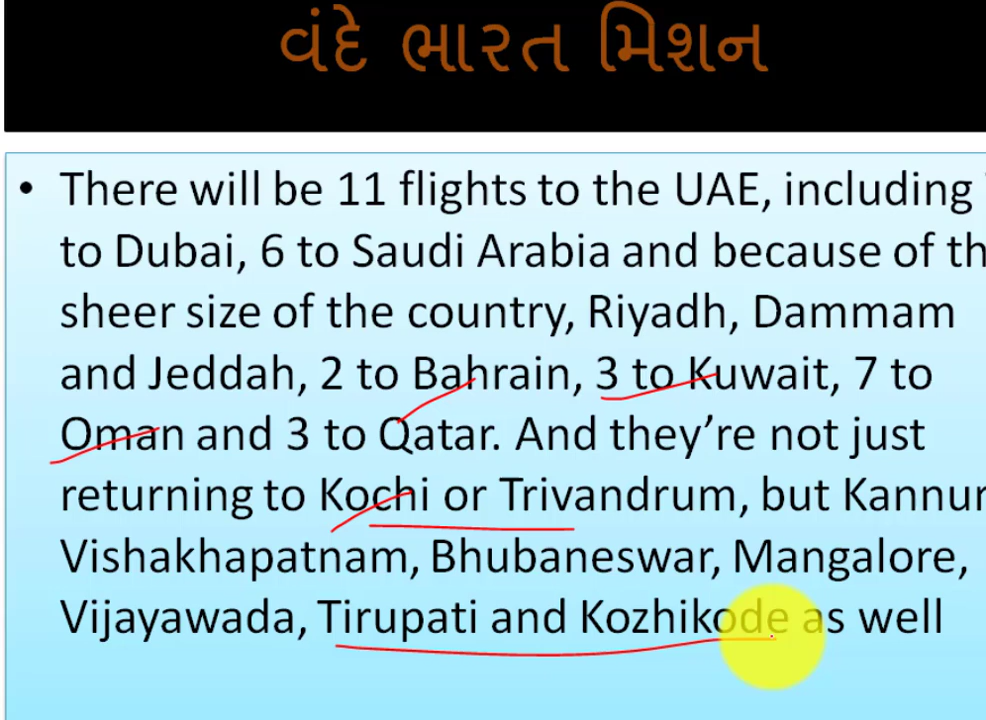 વંદે ભારત મિશન
• There will be 11 flights to the UAE, including
to Dubai, 6 to Saudi Arabia and because of
sheer size of the country, Riyadh, Dammam
and Jeddah, 2 to Bahrain, 3 to Kuwait, 7 to
Oman and 3 to Qatar. And they’re not just
returning to Kochi or Trivandrum, but Kannur
Vishakhapatnam, Bhubaneswar, Mangalore,
Vijayawada, Tirupati and Kozhikode as well